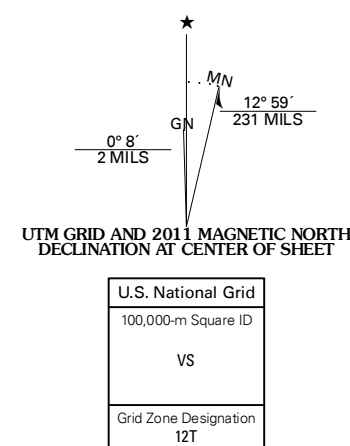 ★
MN
12° 59´
231 MILS
GN
0° 8´
2 MILS
UTM GRID AND 2011 MAGNETIC NORTH
DECLINATION AT CENTER OF SHEET
U.S. National Grid
100,000-m Square ID
VS
Grid Zone Designation
12T